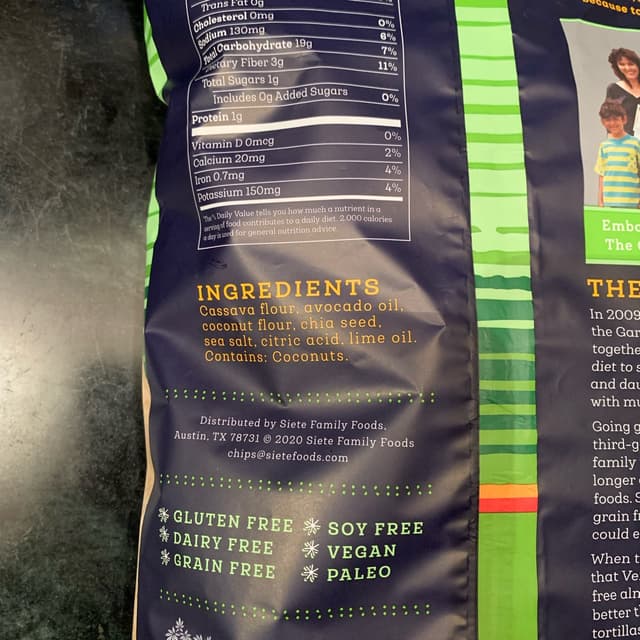 because to
Trans Fat 0g
Cholesterol 0mg 0%
Sodium 130mg 6%
Total Carbohydrate 19g 7%
Dietary Fiber 3g 11%
Total Sugars 1g
Includes 0g Added Sugars 0%
Protein 1g
Vitamin D 0mcg 0%
Calcium 20mg 2%
Iron 0.7mg 4%
Potassium 150mg 4%
The % Daily Value tells you how much a nutrient in a
serving of food contributes to a daily diet. 2,000 calories
a day is used for general nutrition advice
INGREDIENTS
Cassava flour, avocado oil,
coconut flour, chia seed,
sea salt, citric acid, lime oil.
Contains: Coconuts.
Distributed by Siete Family Foods,
Austin, TX 78731 © 2020 Siete Family Foods
chips@sietefoods.com
GLUTEN FREE
DAIRY FREE
GRAIN FREE
SOY FREE
VEGAN
PALEO
The
THE
In 2009
the Gar
togethe
diet to s
and dau
with mu
Going g
third-g
family
longer
foods. S
grain fr
could e
When t
that Ve
free alm
better t
tortilla